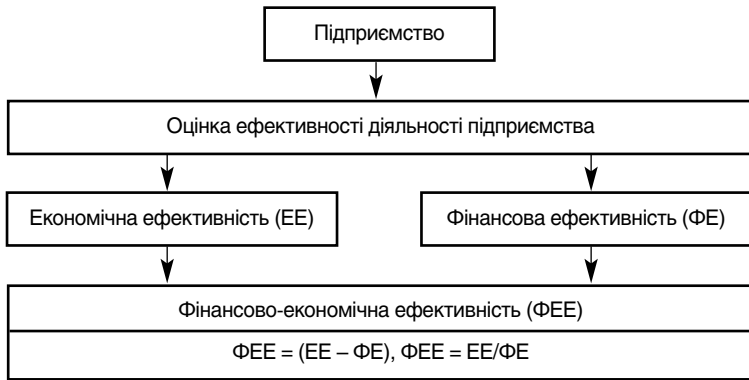 Підприємство
Оцінка ефективності діяльності підприємства
Економічна ефективність (ЕЕ)
Фінансова ефективність (ФЕ)
Фінансово-економічна ефективність (ФЕЕ)
ФЕЕ = (ЕЕ – ФЕ), ФЕЕ = ЕЕ/ФЕ